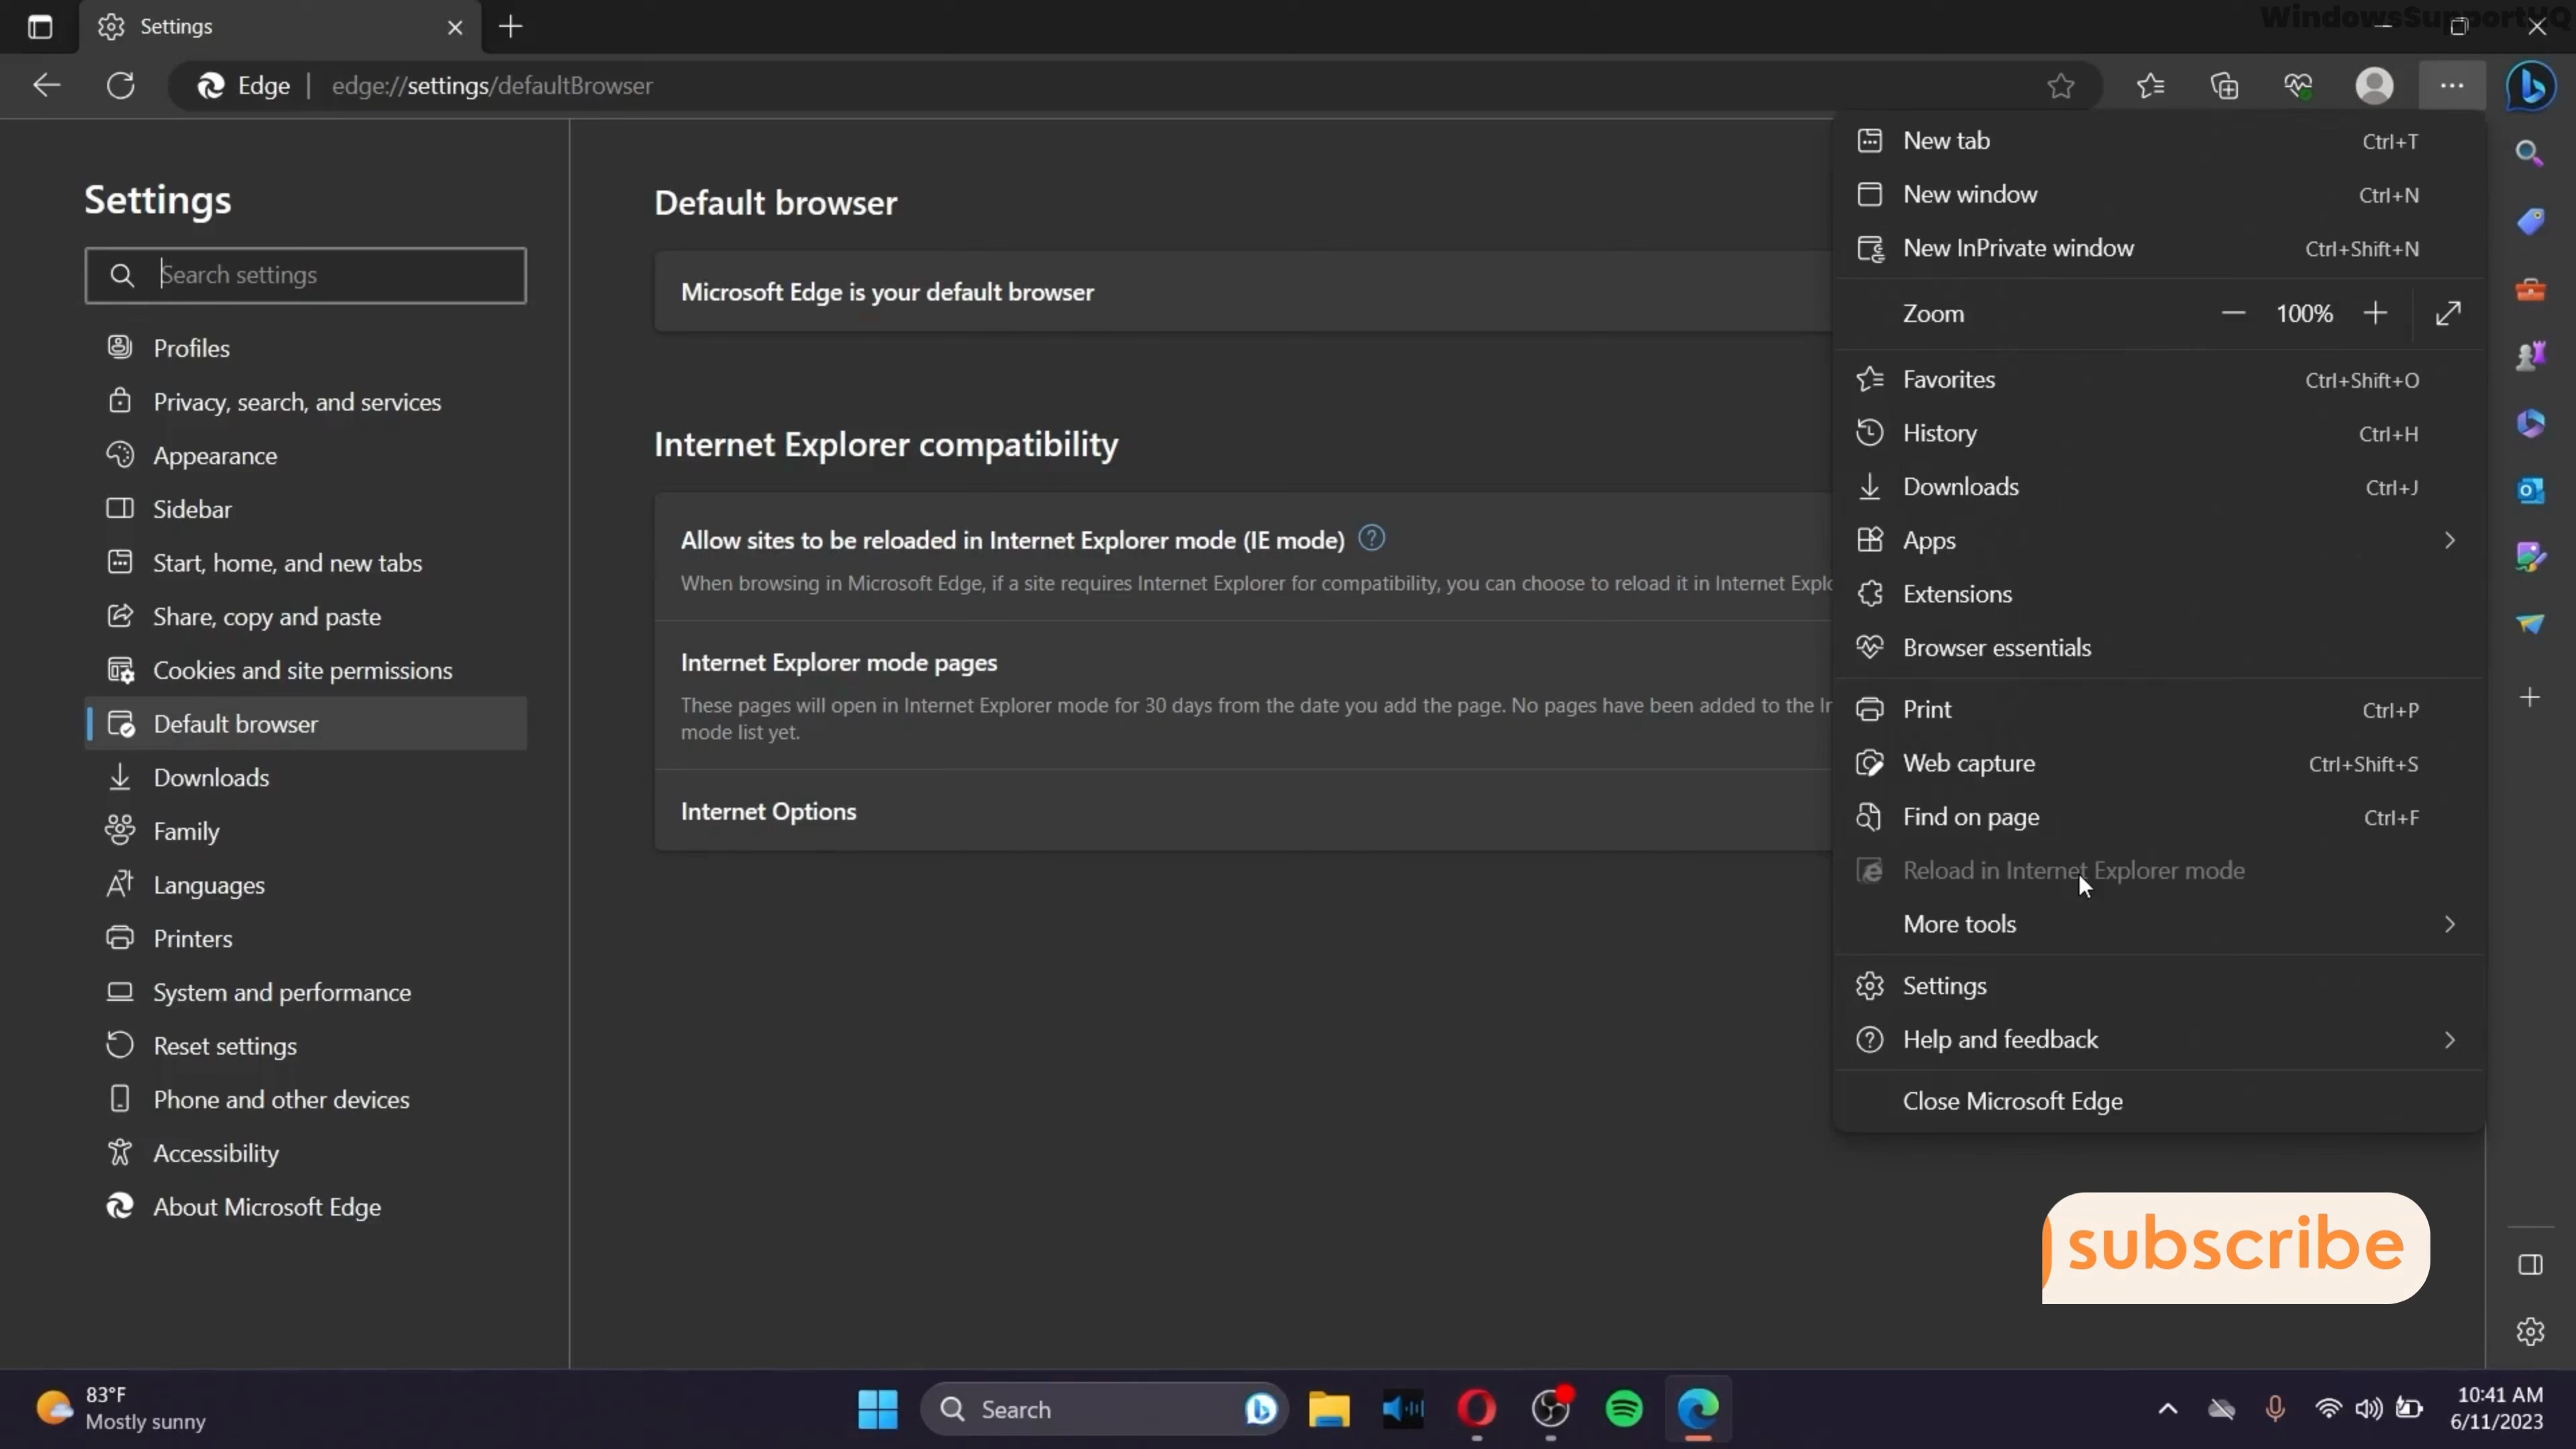 Settings
WindowsSupportHQ
Edge | edge://settings/defaultBrowser
Settings
Search settings
Profiles
Privacy, search, and services
Appearance
Sidebar
Start, home, and new tabs
Share, copy and paste
Cookies and site permissions
Default browser
Downloads
Family
Languages
Printers
System and performance
Reset settings
Phone and other devices
Accessibility
About Microsoft Edge
Default browser
Microsoft Edge is your default browser
Internet Explorer compatibility
Allow sites to be reloaded in Internet Explorer mode (IE mode)
When browsing in Microsoft Edge, if a site requires Internet Explorer for compatibility, you can choose to reload it in Internet Explo
Internet Explorer mode pages
These pages will open in Internet Explorer mode for 30 days from the date you add the page. No pages have been added to the Ir
mode list yet.
Internet Options
New tab Ctrl+T
New window Ctrl+N
New InPrivate window Ctrl+Shift+N
Zoom 100%
Favorites Ctrl+Shift+O
History Ctrl+H
Downloads Ctrl+J
Apps
Extensions
Browser essentials
Print Ctrl+P
Web capture Ctrl+Shift+S
Find on page Ctrl+F
Reload in Internet Explorer mode
More tools
Settings
Help and feedback
Close Microsoft Edge
subscribe
83°F
Mostly sunny
Search
10:41 AM
6/11/2023